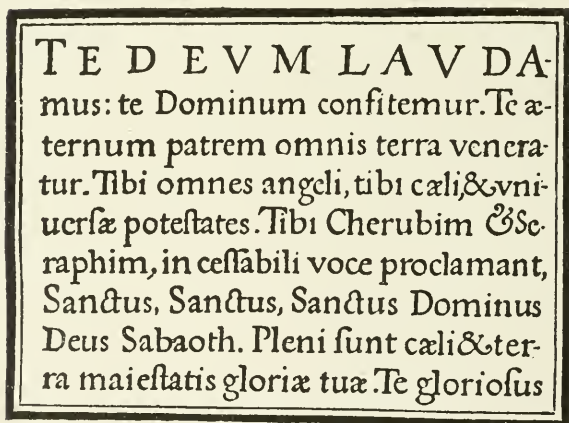 TE DEVM LAVDA-
mus: te Dominum confitemur. Te æ-
ternum patrem omnis terra venera-
tur. Tibi omnes angeli, tibi cæli, & vni-
uerſæ poteſtates. Tibi Cherubim & Se-
raphim, in ceſſabili voce proclamant,
Sanctus, Sanctus, Sanctus Dominus
Deus Sabaoth. Pleni ſunt cæli & ter-
ra maieſtatis gloriæ tuæ. Te glorioſus